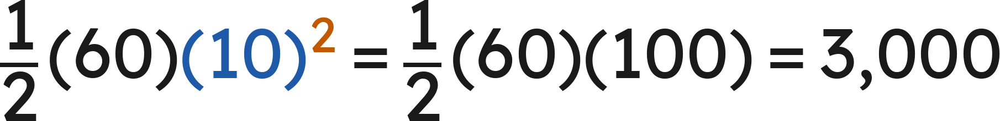 ½(60)(10)² = ½(60)(100) = 3,000